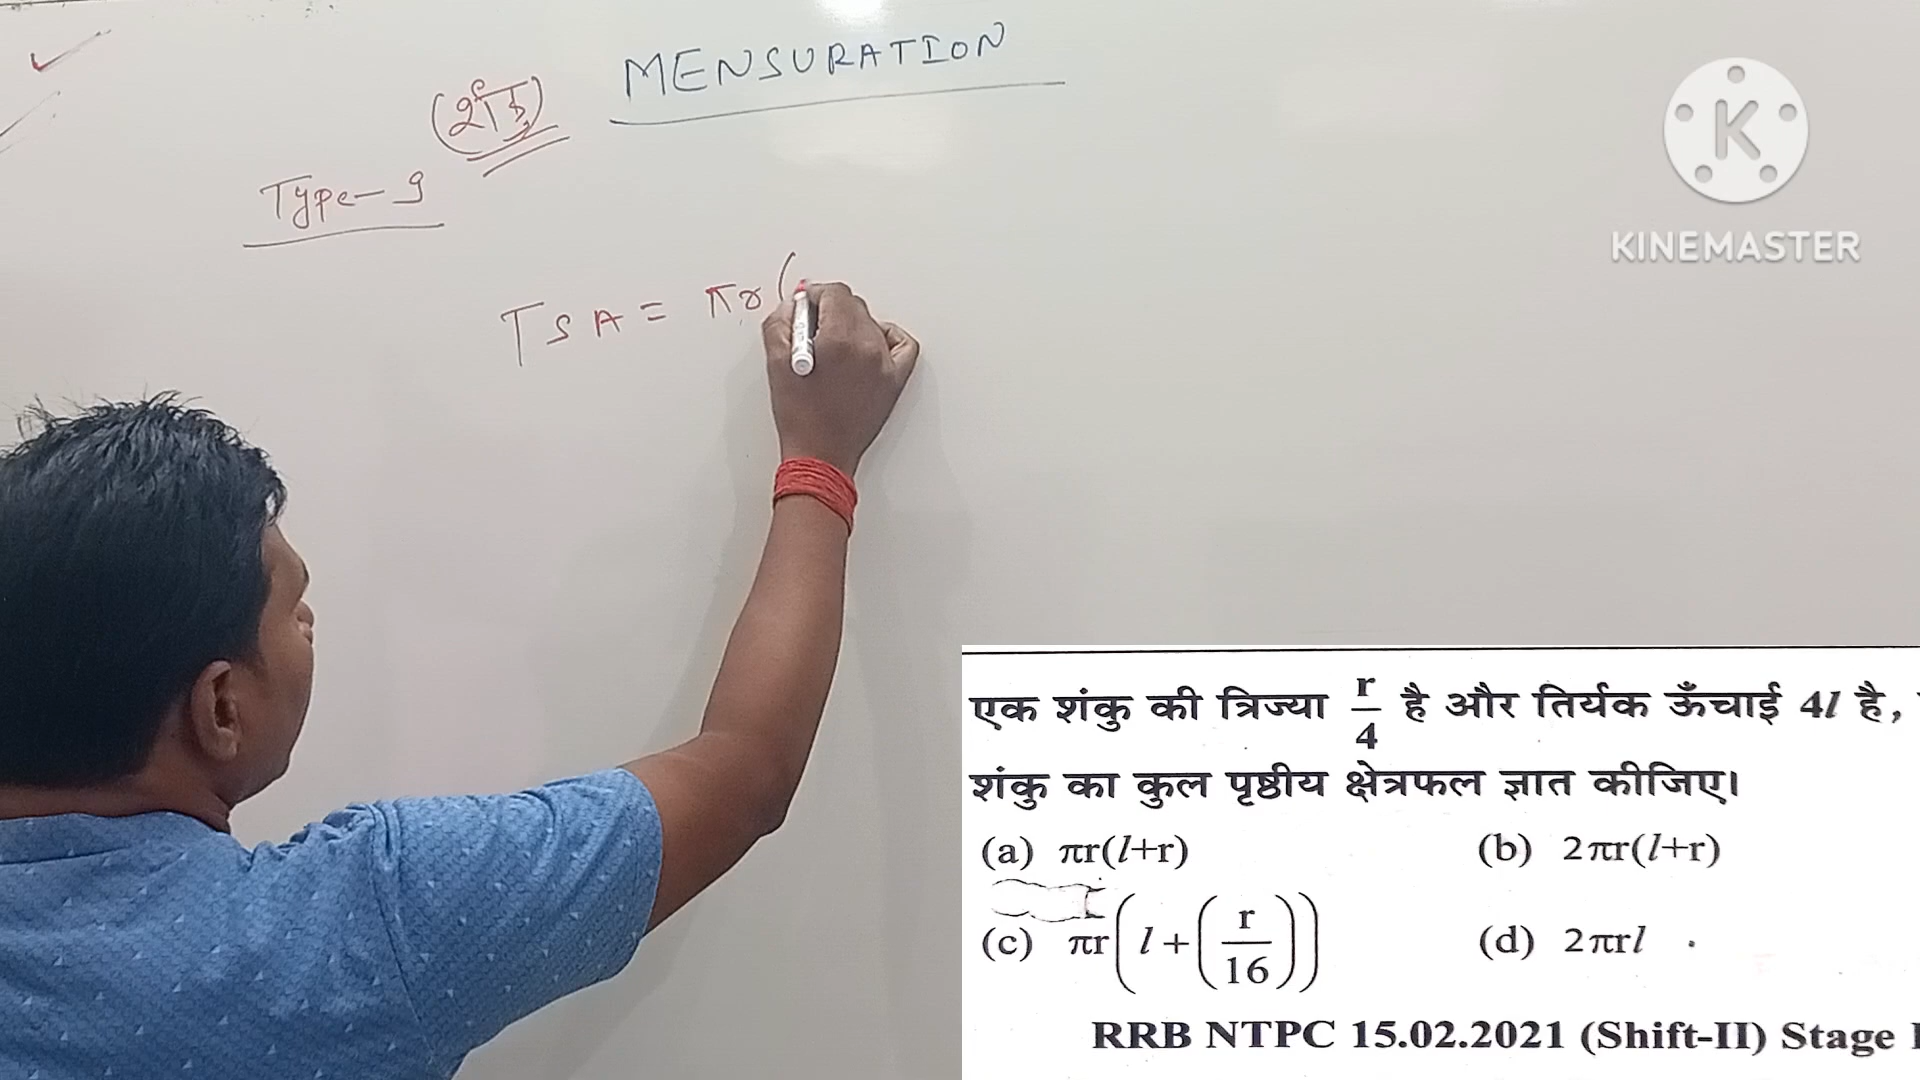 MENSURATION
(शंकु)
Type-9
TSA = πr(
K
KINEMASTER
एक शंकु की त्रिज्या r/4 है और तिर्यक ऊँचाई 4l है,
शंकु का कुल पृष्ठीय क्षेत्रफल ज्ञात कीजिए।
(a) πr(l+r) (b) 2πr(l+r)
(c) πr(l+(r/16)) (d) 2πrl
RRB NTPC 15.02.2021 (Shift-II) Stage I